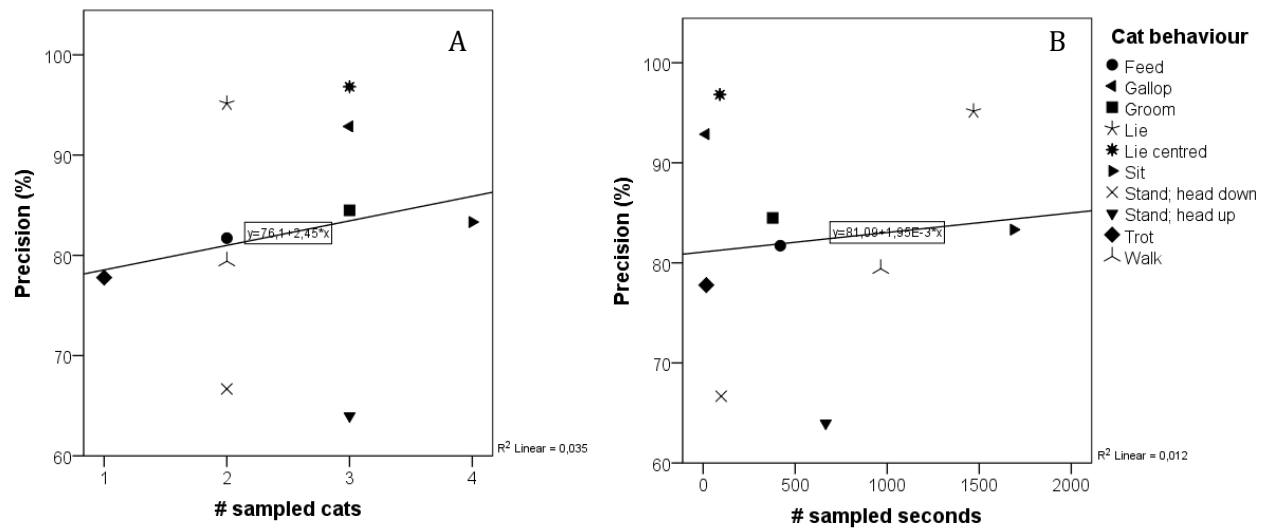 A
Precision (%)
100
90
80
70
60
y=76,1+2,45*x
1 2 3 4
# sampled cats
R2 Linear = 0,035
B
Precision (%)
100
90
80
70
60
y=81,09+1,95E-3*x
0 500 1000 1500 2000
# sampled seconds
R2 Linear = 0,012
Cat behaviour
Feed
Gallop
Groom
Lie
Lie centred
Sit
Stand; head down
Stand; head up
Trot
Walk